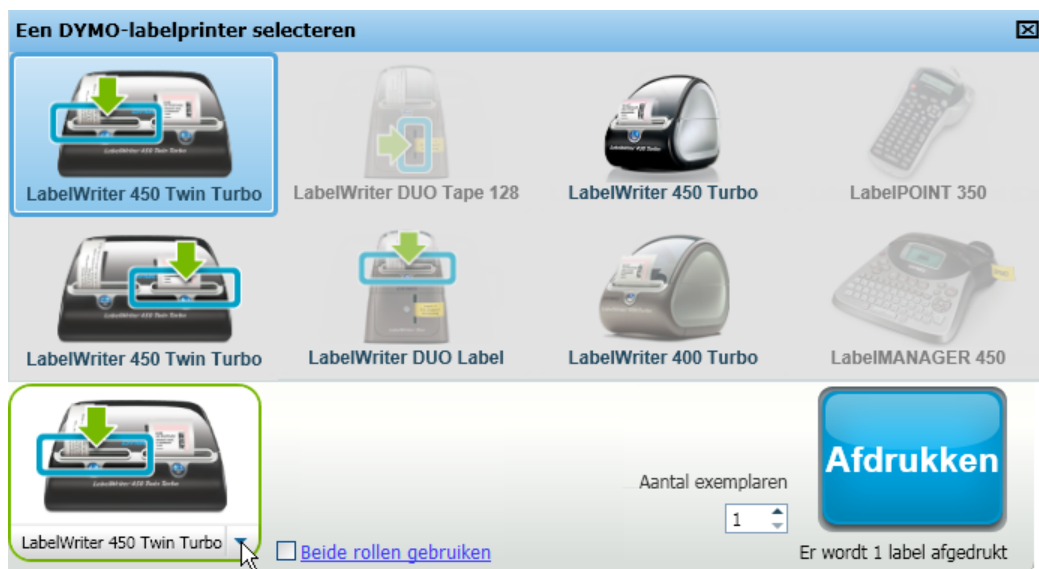 Een DYMO-labelprinter selecteren
LabelWriter 450 Twin Turbo
LabelWriter DUO Tape 128
LabelWriter 450 Turbo
LabelPOINT 350
LabelWriter 450 Twin Turbo
LabelWriter DUO Label
LabelWriter 400 Turbo
LabelMANAGER 450
LabelWriter 450 Twin Turbo
Beide rollen gebruiken
Aantal exemplaren
1
Afdrukken
Er wordt 1 label afgedrukt